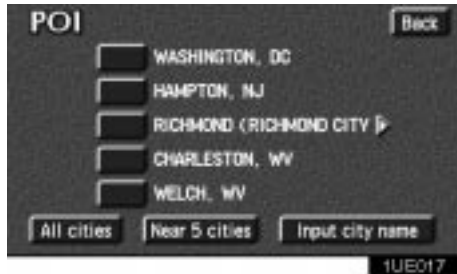 POI Back
WASHINGTON, DC
HAMPTON, NJ
RICHMOND (RICHMOND CITY
CHARLESTON, WV
WELCH, WV
All cities Near 5 cities Input city name
1UE017